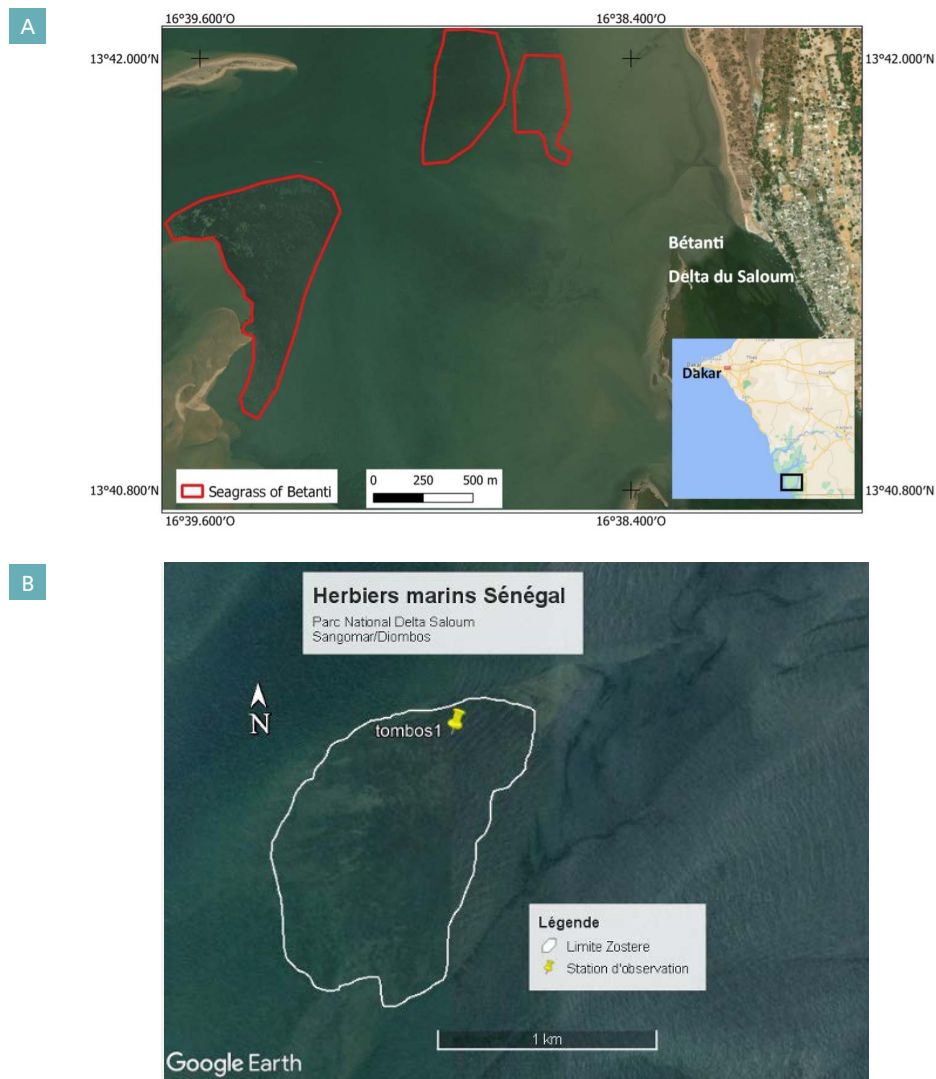 A
16°39.600'O 16°38.400'O
13°42.000'N 13°42.000'N
Bétanti
Delta du Saloum
Dakar
Seagrass of Betanti
0 250 500 m
13°40.800'N 13°40.800'N
16°39.600'O 16°38.400'O
B
Herbiers marins Sénégal
Parc National Delta Saloum
Sangomar/Diombos
N
tombos1
Légende
Limite Zostere
Station d'observation
1 km
Google Earth